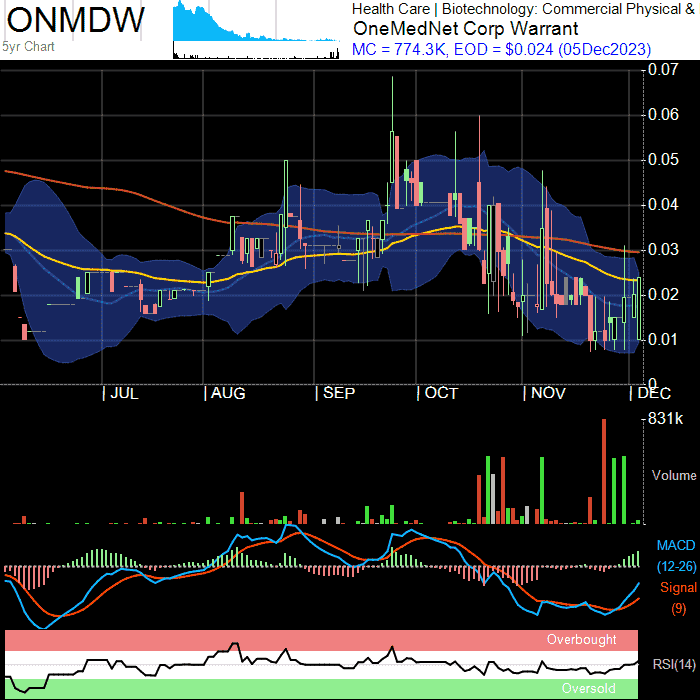 ONMDW
5yr Chart
Health Care | Biotechnology: Commercial Physical &
OneMedNet Corp Warrant
MC = 774.3K, EOD = $0.024 (05Dec2023)
0.07
0.06
0.05
0.04
0.03
0.02
0.01
0
JUL
AUG
SEP
OCT
NOV
DEC
831k
Volume
MACD
(12-26)
Signal
(9)
Overbought
RSI(14)
Oversold